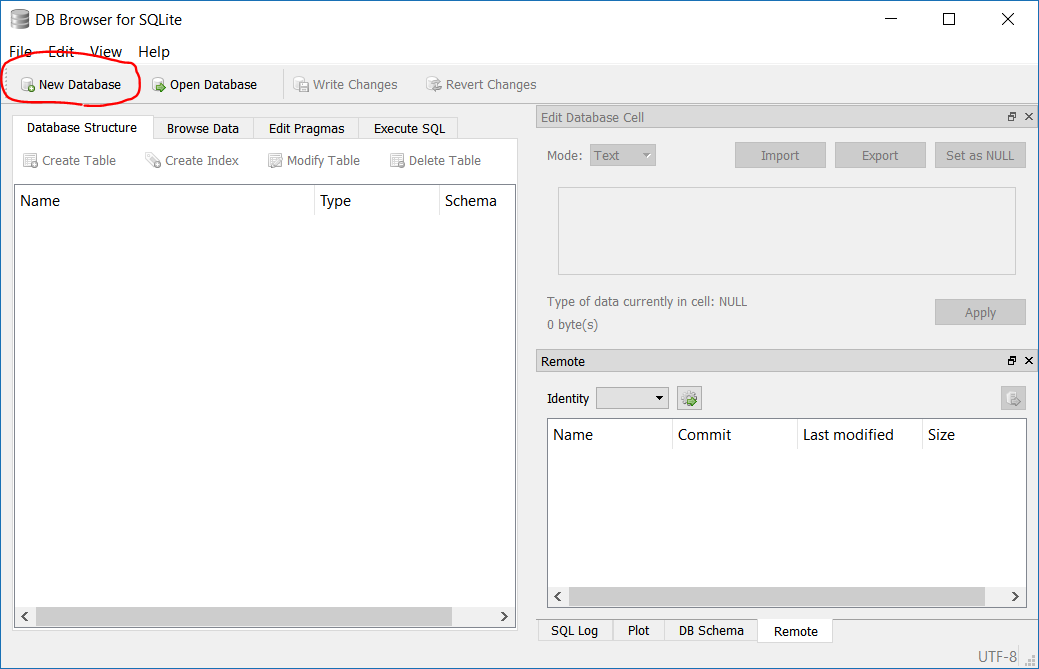 DB Browser for SQLite
File Edit View Help
New Database Open Database Write Changes Revert Changes
Database Structure Browse Data Edit Pragmas Execute SQL
Create Table Create Index Modify Table Delete Table
Name Type Schema
Edit Database Cell
Mode: Text Import Export Set as NULL
Type of data currently in cell: NULL
0 byte(s)
Apply
Remote
Identity
Name Commit Last modified Size
SQL Log Plot DB Schema Remote
UTF-8